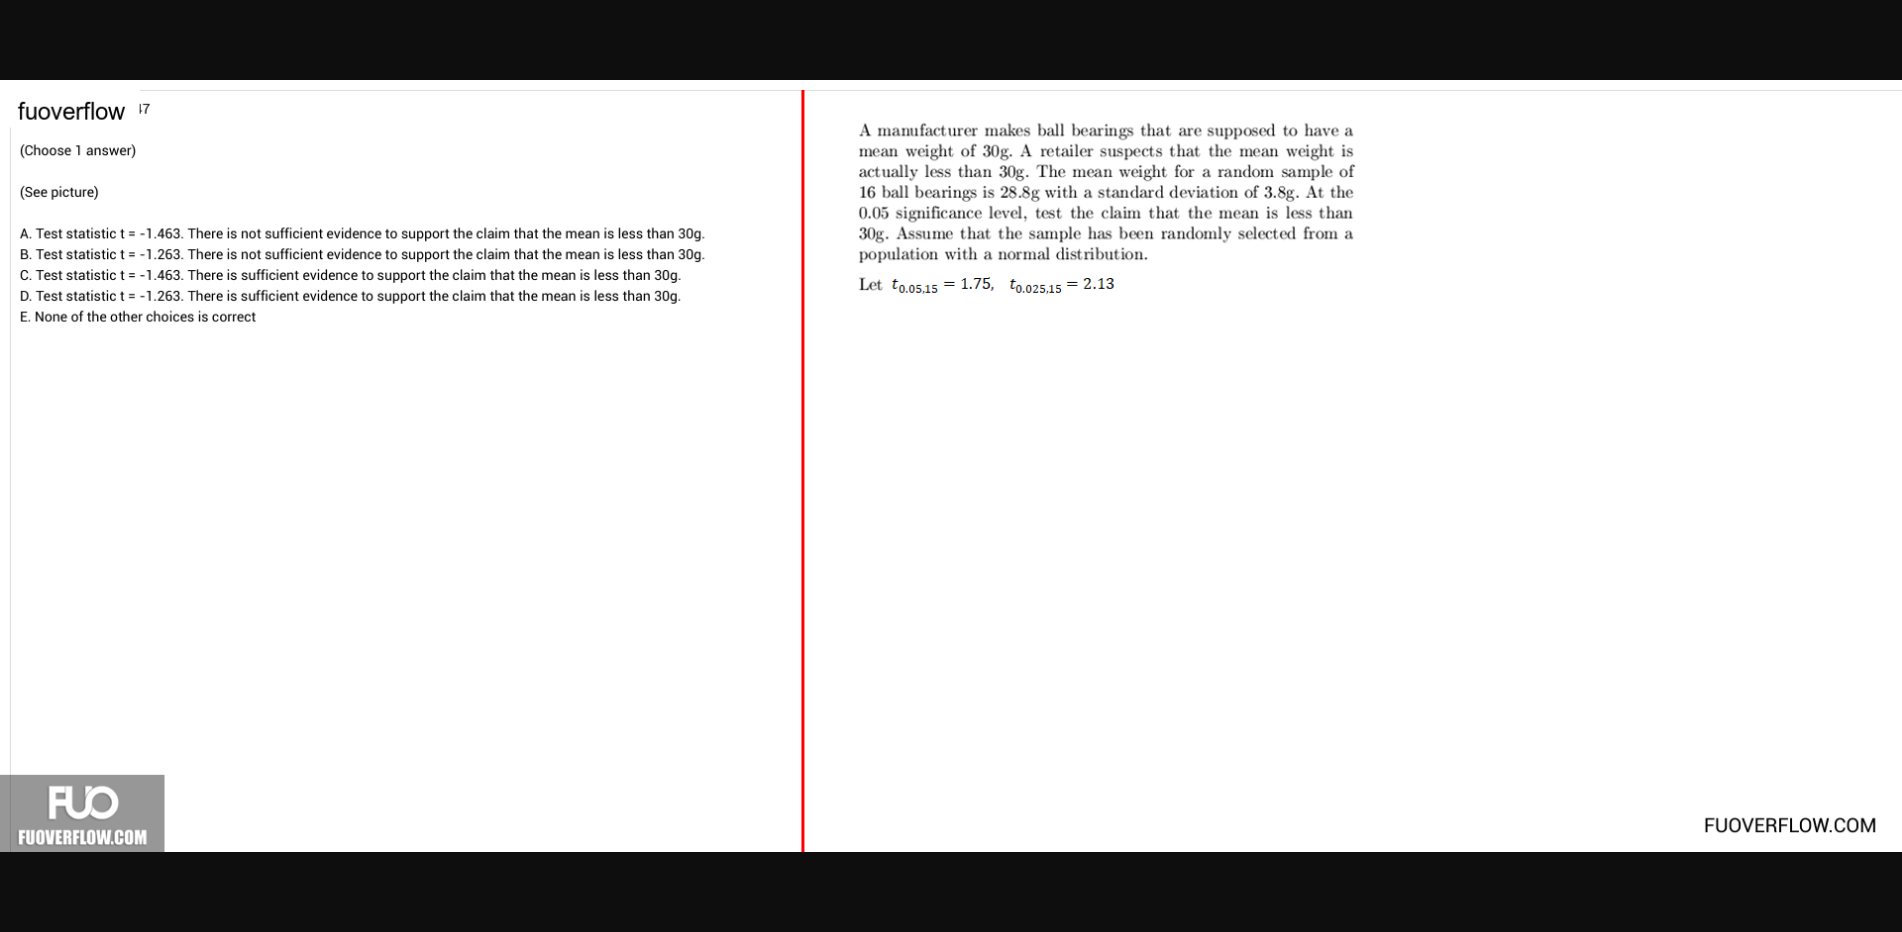 fuoverflow 17
(Choose 1 answer)
(See picture)
A. Test statistic t = -1.463. There is not sufficient evidence to support the claim that the mean is less than 30g.
B. Test statistic t = -1.263. There is not sufficient evidence to support the claim that the mean is less than 30g.
C. Test statistic t = -1.463. There is sufficient evidence to support the claim that the mean is less than 30g.
D. Test statistic t = -1.263. There is sufficient evidence to support the claim that the mean is less than 30g.
E. None of the other choices is correct
A manufacturer makes ball bearings that are supposed to have a
mean weight of 30g. A retailer suspects that the mean weight is
actually less than 30g. The mean weight for a random sample of
16 ball bearings is 28.8g with a standard deviation of 3.8g. At the
0.05 significance level, test the claim that the mean is less than
30g. Assume that the sample has been randomly selected from a
population with a normal distribution.
Let t0.05,15 = 1.75, t0.025,15 = 2.13
FUO
FUOVERFLOW.COM
FUOVERFLOW.COM